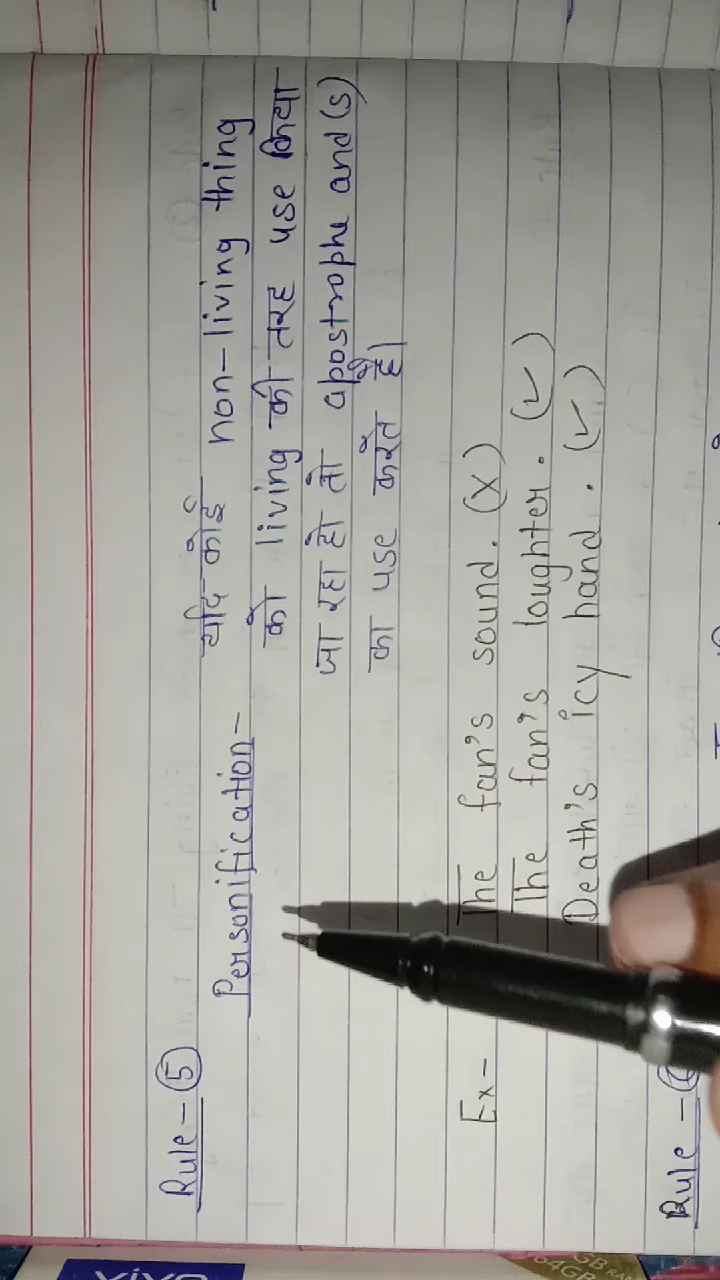 Rule - 5
Personification - यदि कोई non-living thing
को living की तरह use किया
जा रहा हो तो apostrophe and (s)
का use करते है।
Ex - The fan's sound. (x)
The fan's loughter. (✓)
Death's icy hand. (✓)
Rule -
vivo